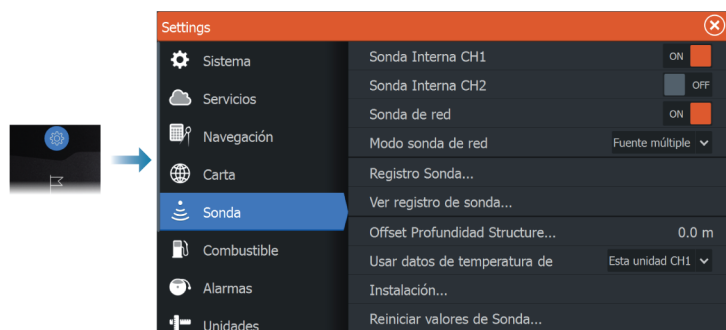 Settings
Sistema
Servicios
Navegación
Carta
Sonda
Combustible
Alarmas
Unidades
Sonda Interna CH1 ON
Sonda Interna CH2 OFF
Sonda de red ON
Modo sonda de red Fuente múltiple
Registro Sonda...
Ver registro de sonda...
Offset Profundidad Structure... 0.0 m
Usar datos de temperatura de Esta unidad CH1
Instalación...
Reiniciar valores de Sonda...